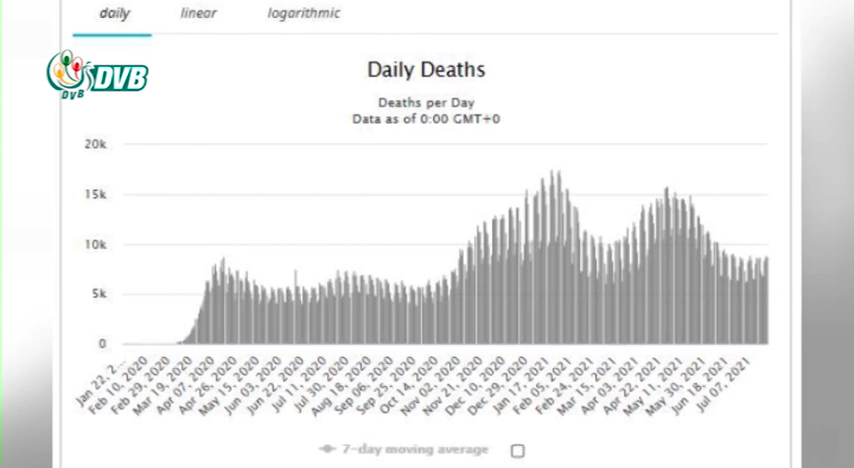 daily linear logarithmic
DVB
DVB
Daily Deaths
Deaths per Day
Data as of 0:00 GMT+0
20k
15k
10k
5k
0
Jan 22, 2...
Feb 10, 2020
Feb 29, 2020
Mar 19, 2020
Apr 07, 2020
Apr 26, 2020
May 15, 2020
Jun 03, 2020
Jun 22, 2020
Jul 11, 2020
Jul 30, 2020
Aug 18, 2020
Sep 06, 2020
Sep 25, 2020
Oct 14, 2020
Nov 02, 2020
Nov 21, 2020
Dec 10, 2020
Dec 29, 2020
Jan 17, 2021
Feb 05, 2021
Feb 24, 2021
Mar 15, 2021
Apr 03, 2021
Apr 22, 2021
May 11, 2021
May 30, 2021
Jun 18, 2021
Jul 07, 2021
7-day moving average